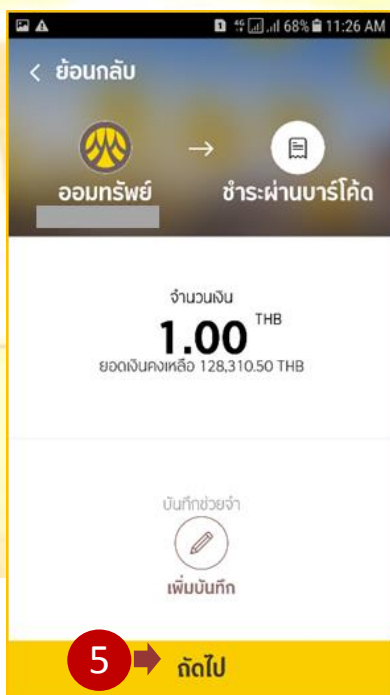 1 4G 68% 11:26 AM
< ย้อนกลับ
ออมทรัพย์ → ชำระผ่านบาร์โค้ด
จำนวนเงิน
1.00 THB
ยอดเงินคงเหลือ 128,310.50 THB
บันทึกช่วยจำ
เพิ่มบันทึก
5 ถัดไป